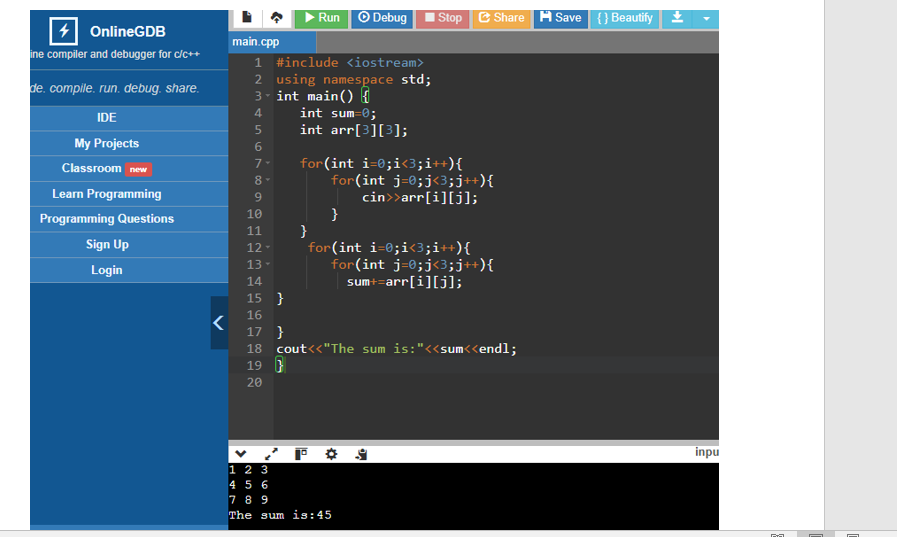 OnlineGDB
ine compiler and debugger for c/c++
de. compile. run. debug. share.
IDE
My Projects
Classroom new
Learn Programming
Programming Questions
Sign Up
Login
Run Debug Stop Share Save {} Beautify
main.cpp
1 #include <iostream>
2 using namespace std;
3 int main() {
4 int sum=0;
5 int arr[3][3];
6
7 for(int i=0;i<3;i++){
8 for(int j=0;j<3;j++){
9 cin>>arr[i][j];
10 }
11 }
12 for(int i=0;i<3;i++){
13 for(int j=0;j<3;j++){
14 sum+=arr[i][j];
15 }
16
17 }
18 cout<<"The sum is:"<<sum<<endl;
19 }
20
inpu
1 2 3
4 5 6
7 8 9
The sum is:45